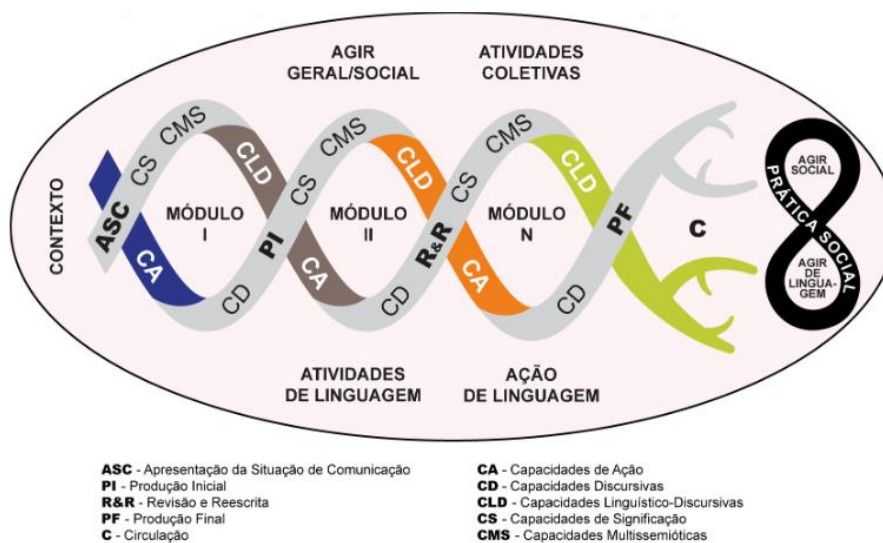 AGIR
GERAL/SOCIAL
ATIVIDADES
COLETIVAS
CONTEXTO
ASC
CS
CMS
CLD
CS
CMS
CLD
CS
CMS
CLD
MÓDULO
I
MÓDULO
II
MÓDULO
N
PI
R&R
PF
C
CA
CD
CA
CD
CA
CD
AGIR
SOCIAL
PRÁTICA SOCIAL
AGIR
DE
LINGUA-
GEM
ATIVIDADES
DE LINGUAGEM
AÇÃO
DE LINGUAGEM
ASC - Apresentação da Situação de Comunicação
PI - Produção Inicial
R&R - Revisão e Reescrita
PF - Produção Final
C - Circulação
CA - Capacidades de Ação
CD - Capacidades Discursivas
CLD - Capacidades Linguístico-Discursivas
CS - Capacidades de Significação
CMS - Capacidades Multissemióticas